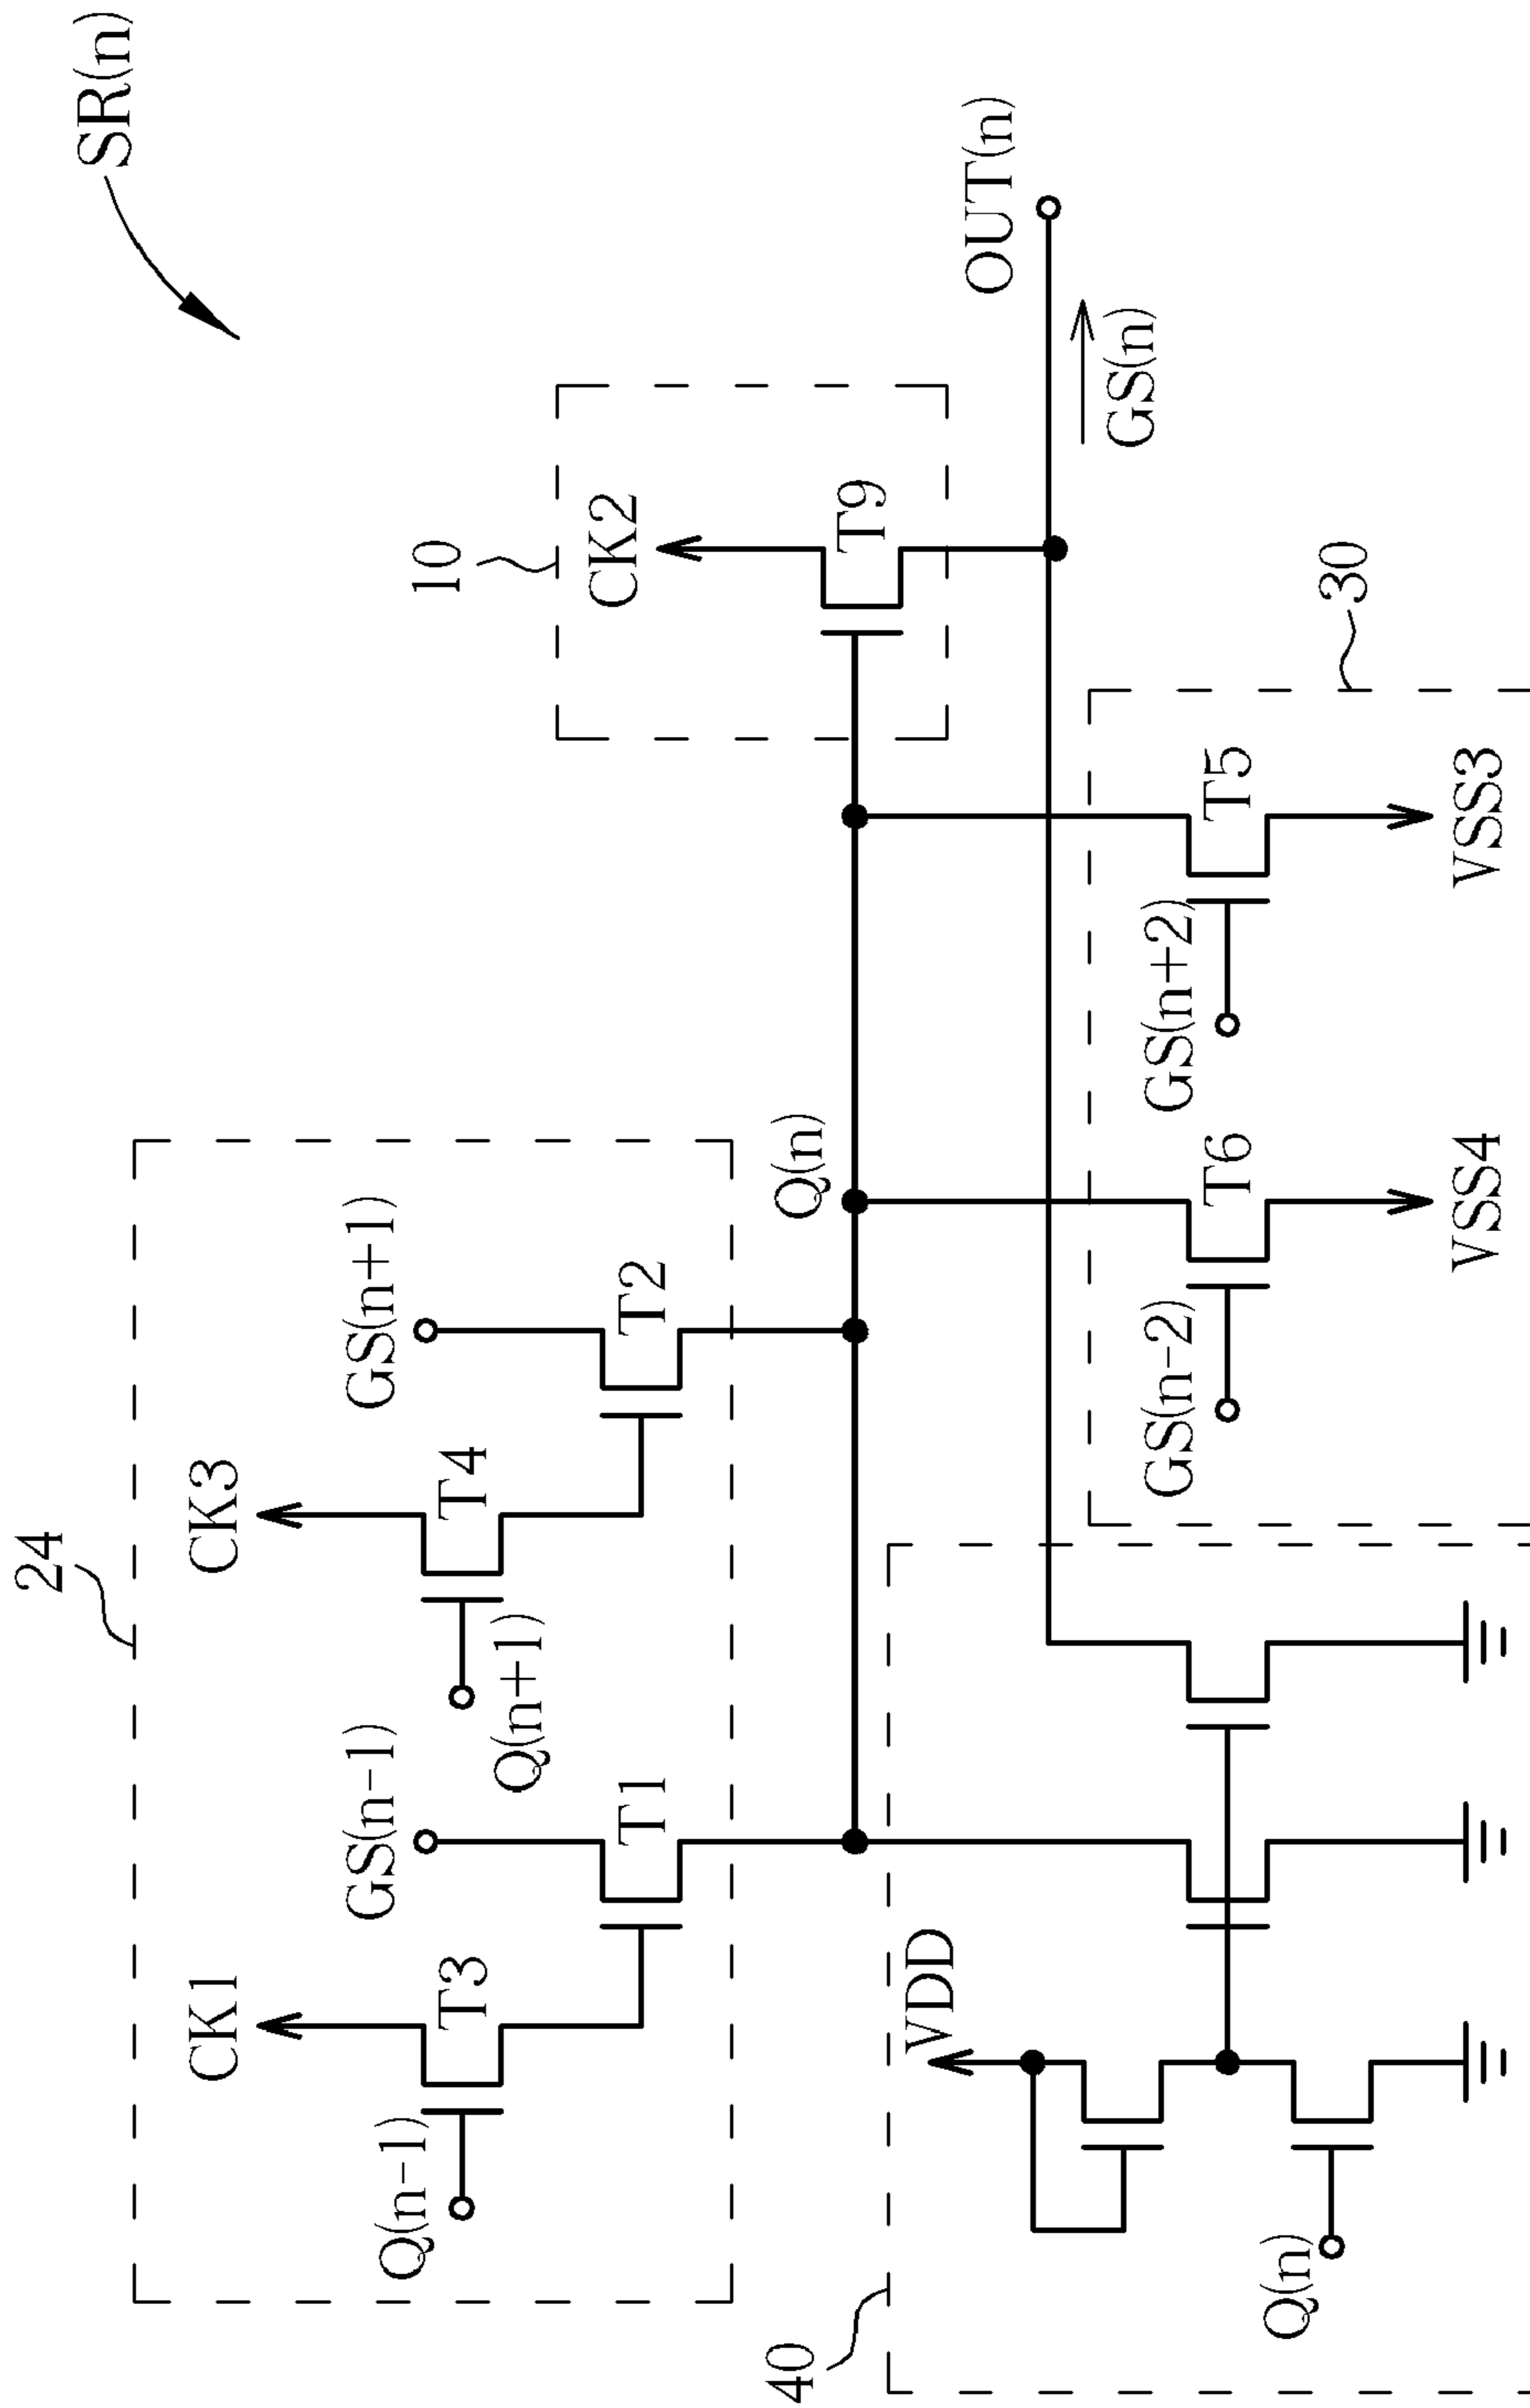 SR(n)
24
CK1
CK3
GS(n-1)
GS(n+1)
T3
T4
Q(n-1)
Q(n+1)
T1
T2
10
CK2
T9
Q(n)
40
VDD
OUT(n)
GS(n)
GS(n-2)
T6
GS(n+2)
T5
30
Q(n)
VSS4
VSS3